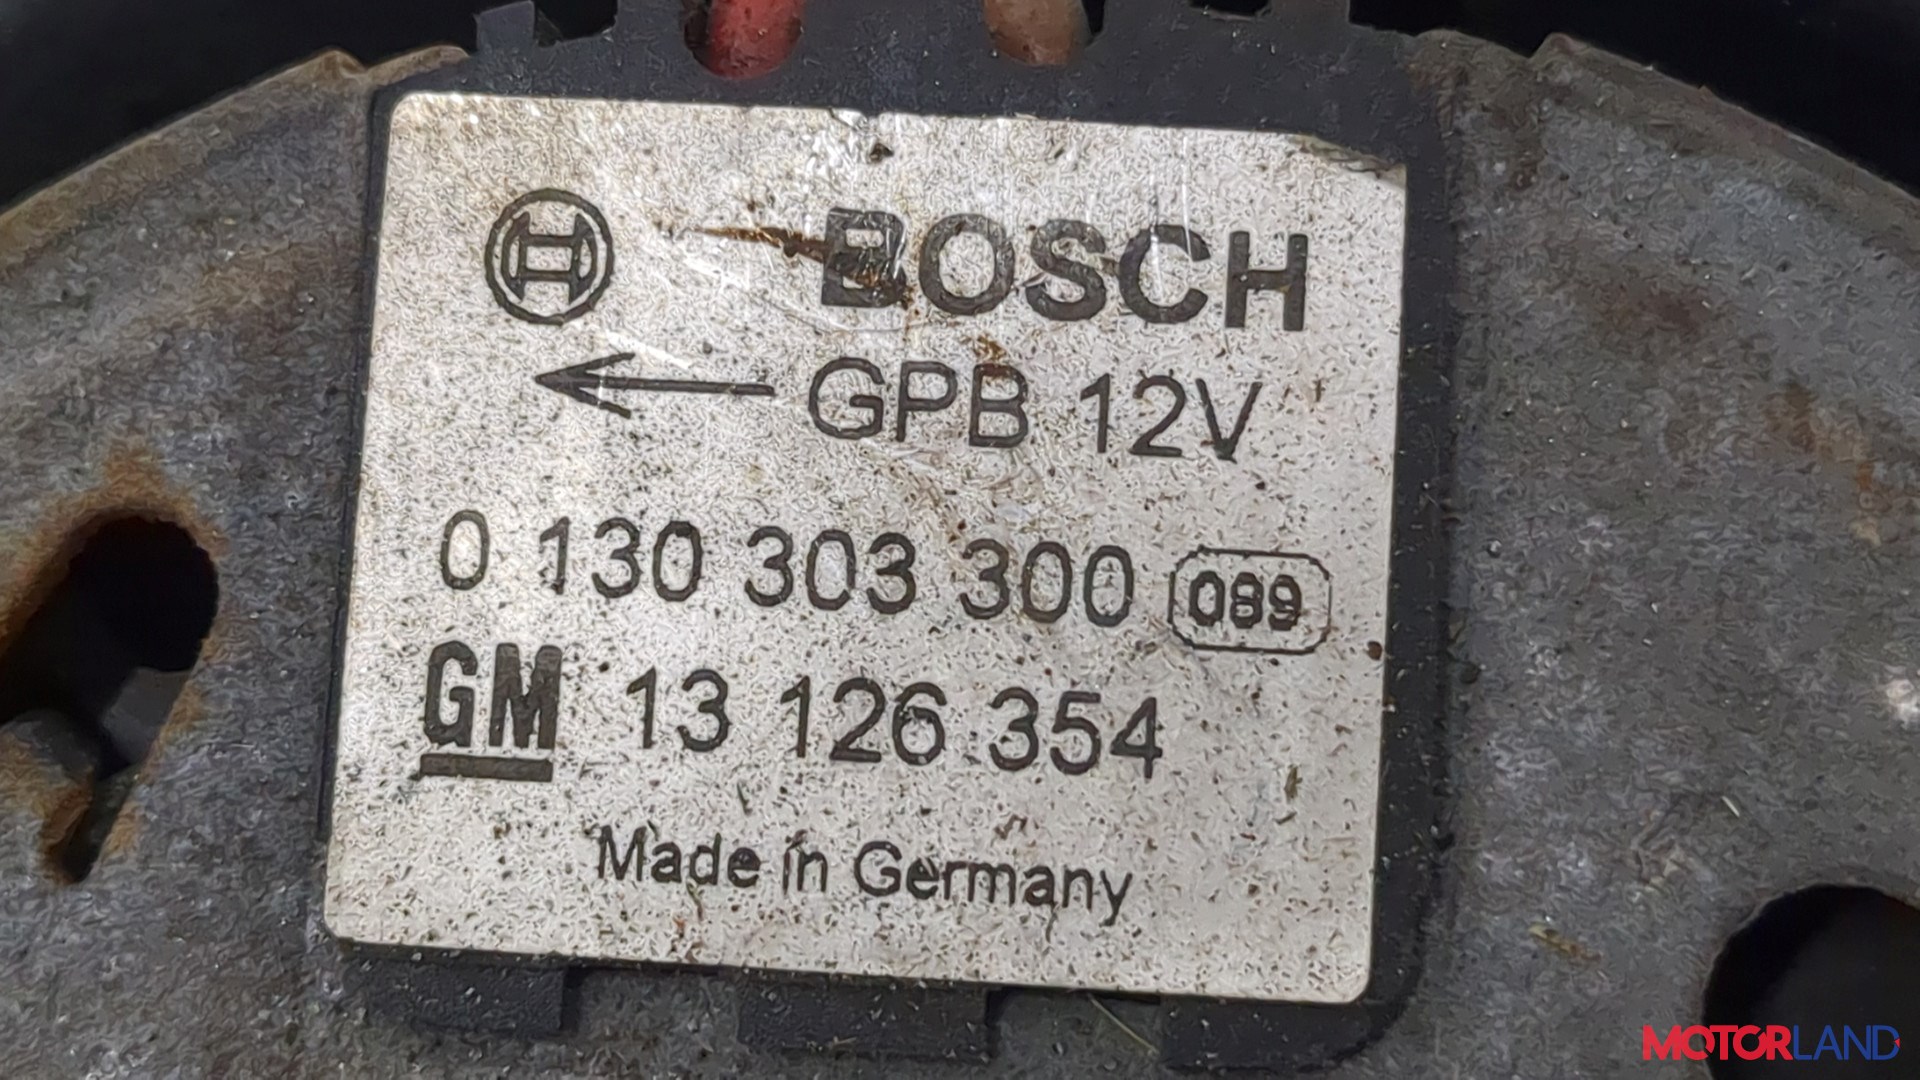 BOSCH
GPB 12V
0 130 303 300 089
GM 13 126 354
Made in Germany
MOTORLAND